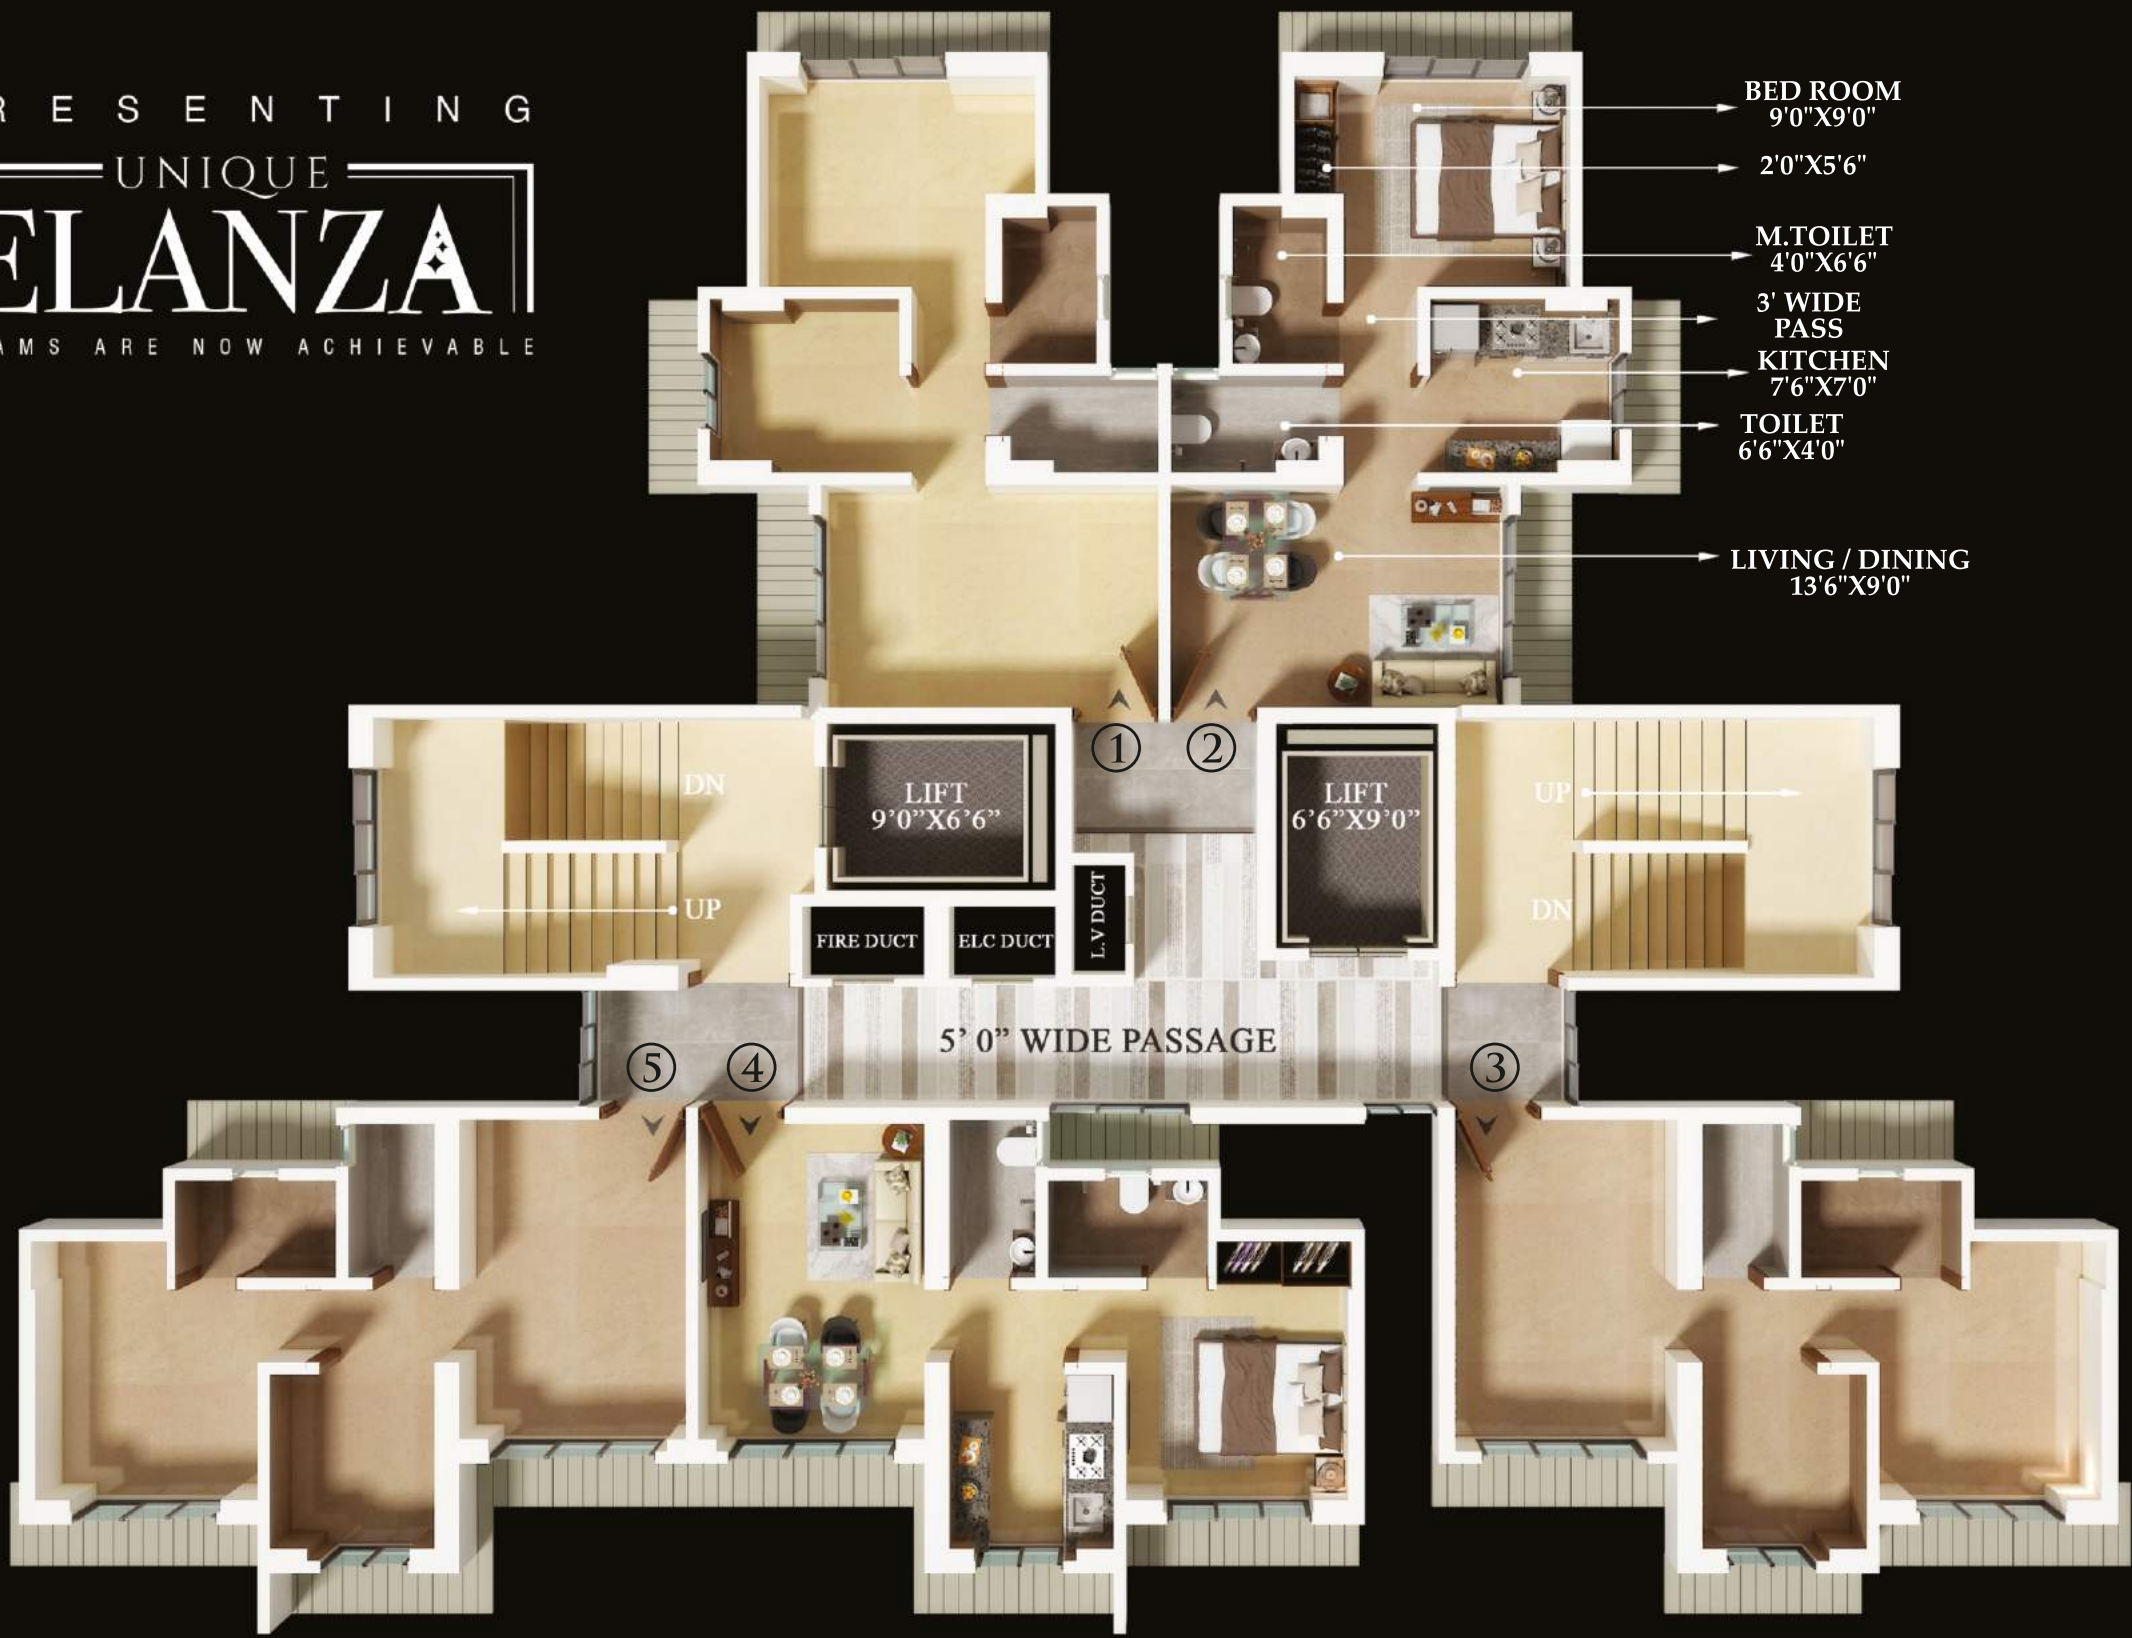 RESENTING
UNIQUE
ELANZA
AMS ARE NOW ACHIEVABLE
BED ROOM
9'0"X9'0"
2'0"X5'6"
M.TOILET
4'0"X6'6"
3' WIDE
PASS
KITCHEN
7'6"X7'0"
TOILET
6'6"X4'0"
LIVING / DINING
13'6"X9'0"
1
2
DN
LIFT
9’0”X6’6”
LIFT
6’6”X9’0”
UP
UP
FIRE DUCT
ELC DUCT
L.V DUCT
DN
5’ 0” WIDE PASSAGE
5
4
3